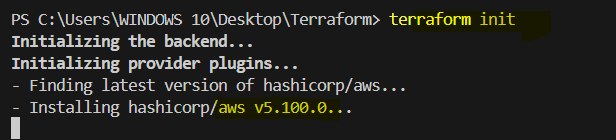 PS C:\Users\WINDOWS 10\Desktop\Terraform> terraform init
Initializing the backend...
Initializing provider plugins...
- Finding latest version of hashicorp/aws...
- Installing hashicorp/aws v5.100.0...